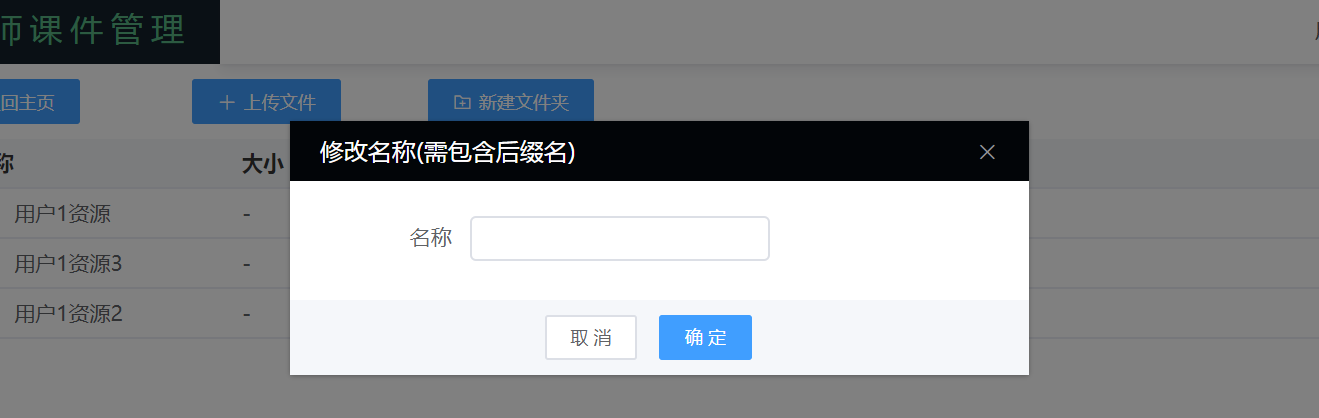 师课件管理
回主页
上传文件
新建文件夹
修改名称(需包含后缀名)
称
大小
名称
用户1资源
-
用户1资源3
-
用户1资源2
-
取 消
确 定